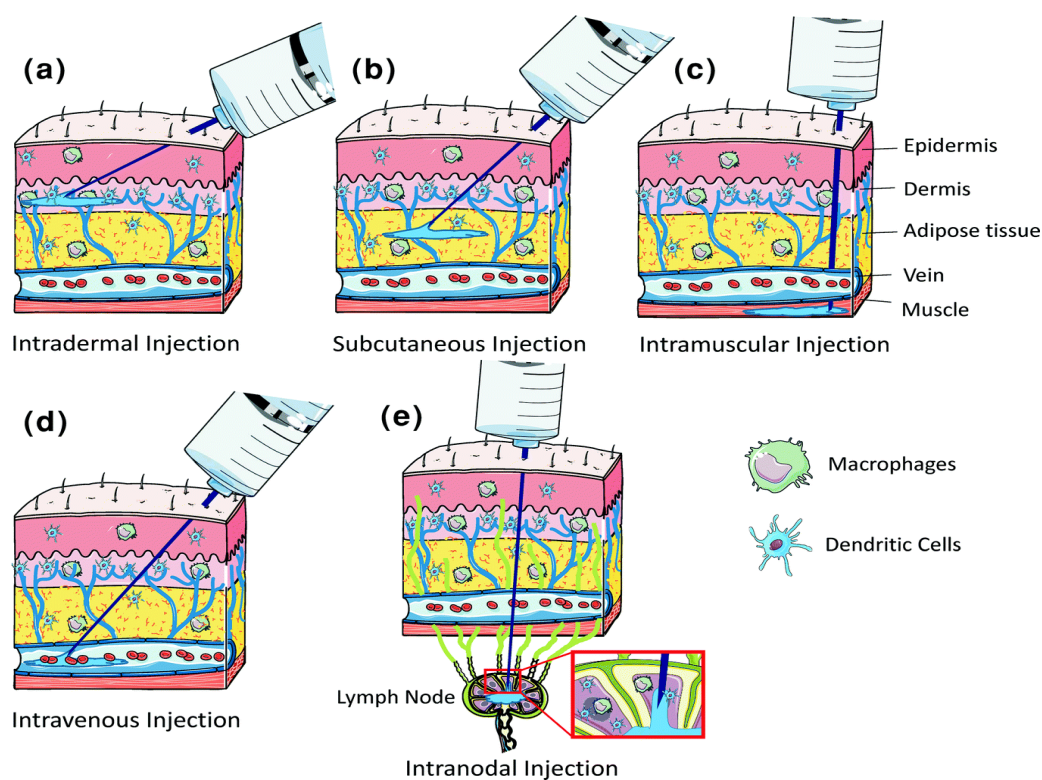 (a)
(b)
(c)
Epidermis
Dermis
Adipose tissue
Vein
Muscle
Intradermal Injection
Subcutaneous Injection
Intramuscular Injection
(d)
(e)
Macrophages
Dendritic Cells
Lymph Node
Intravenous Injection
Intranodal Injection